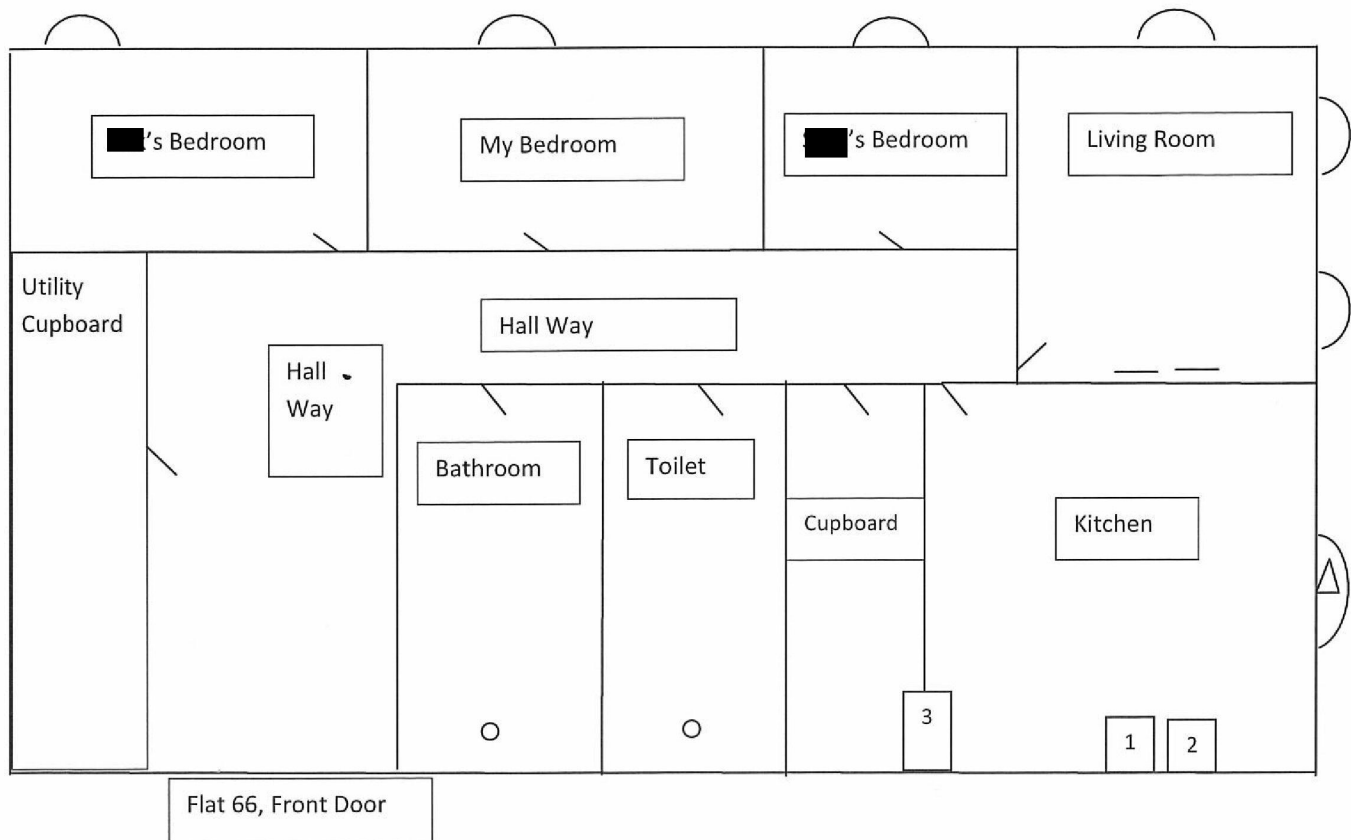 's Bedroom
My Bedroom
's Bedroom
Living Room
Utility
Cupboard
Hall Way
Hall
Way
Bathroom
Toilet
Cupboard
Kitchen
3
1
2
Flat 66, Front Door